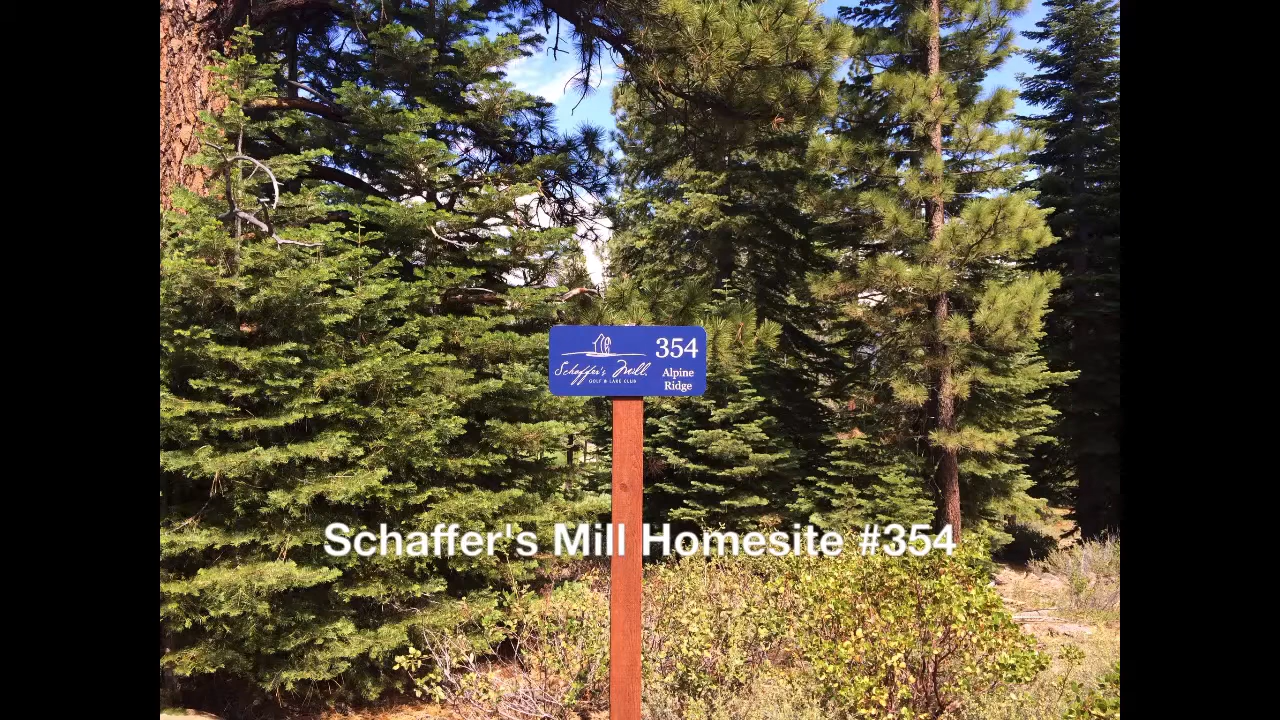 354
Schaffer's Mill
GOLF & LAKE CLUB
Alpine
Ridge
Schaffer's Mill Homesite #354